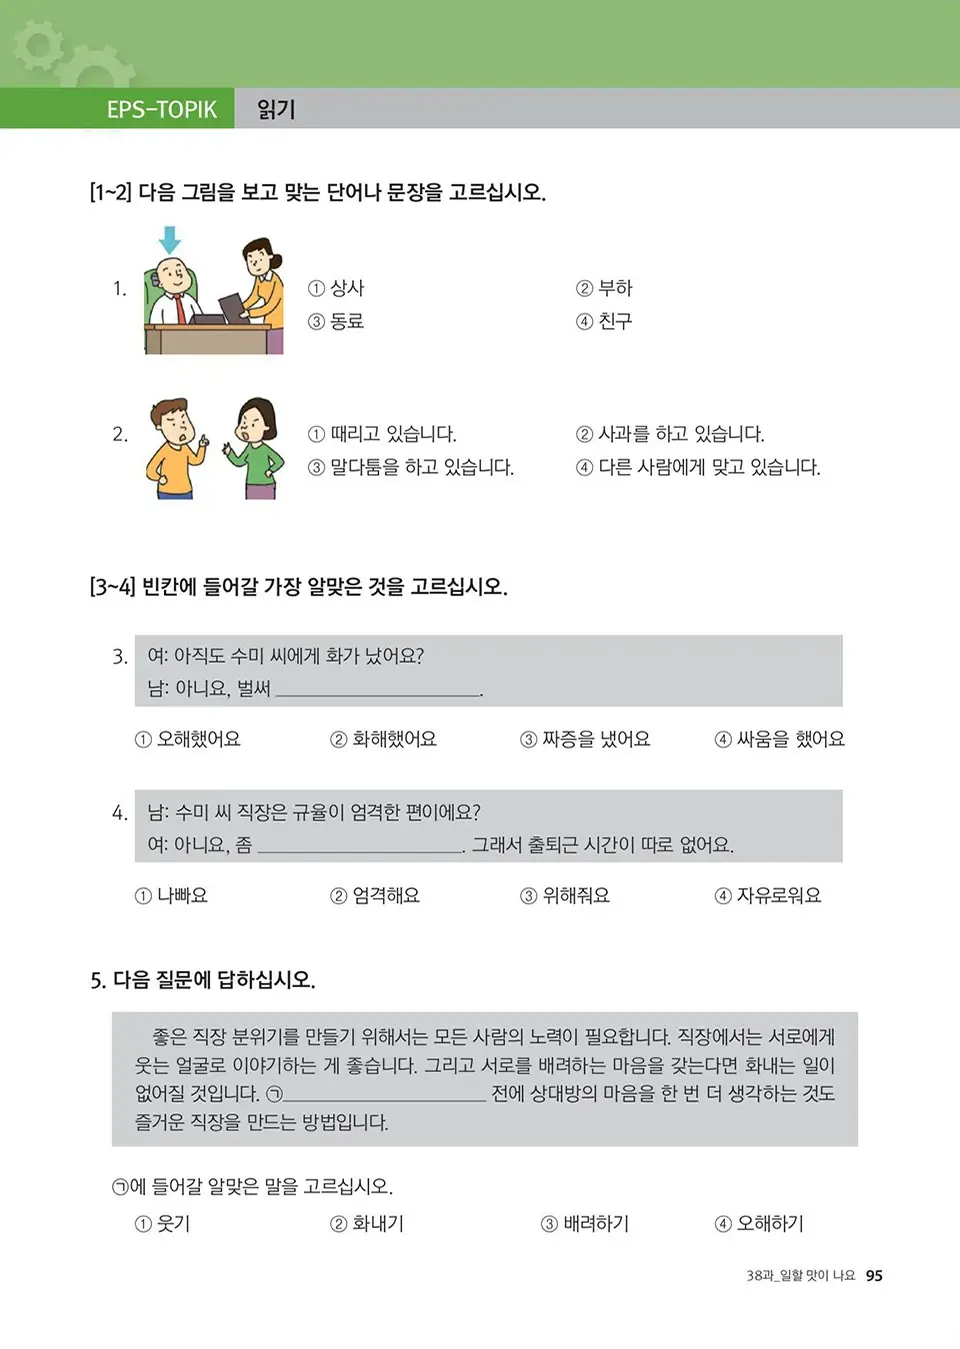 EPS-TOPIK 읽기
[1~2] 다음 그림을 보고 맞는 단어나 문장을 고르십시오.
1. ① 상사 ② 부하
③ 동료 ④ 친구
2. ① 때리고 있습니다. ② 사과를 하고 있습니다.
③ 말다툼을 하고 있습니다. ④ 다른 사람에게 맞고 있습니다.
[3~4] 빈칸에 들어갈 가장 알맞은 것을 고르십시오.
3. 여: 아직도 수미 씨에게 화가 났어요?
남: 아니요, 벌써 ____________________.
① 오해했어요 ② 화해했어요 ③ 짜증을 냈어요 ④ 싸움을 했어요
4. 남: 수미 씨 직장은 규율이 엄격한 편이에요?
여: 아니요, 좀 ____________________. 그래서 출퇴근 시간이 따로 없어요.
① 나빠요 ② 엄격해요 ③ 위해줘요 ④ 자유로워요
5. 다음 질문에 답하십시오.
좋은 직장 분위기를 만들기 위해서는 모든 사람의 노력이 필요합니다. 직장에서는 서로에게
웃는 얼굴로 이야기하는 게 좋습니다. 그리고 서로를 배려하는 마음을 갖는다면 화내는 일이
없어질 것입니다. ㉠____________________ 전에 상대방의 마음을 한 번 더 생각하는 것도
즐거운 직장을 만드는 방법입니다.
㉠에 들어갈 알맞은 말을 고르십시오.
① 웃기 ② 화내기 ③ 배려하기 ④ 오해하기
38과_일할 맛이 나요 95